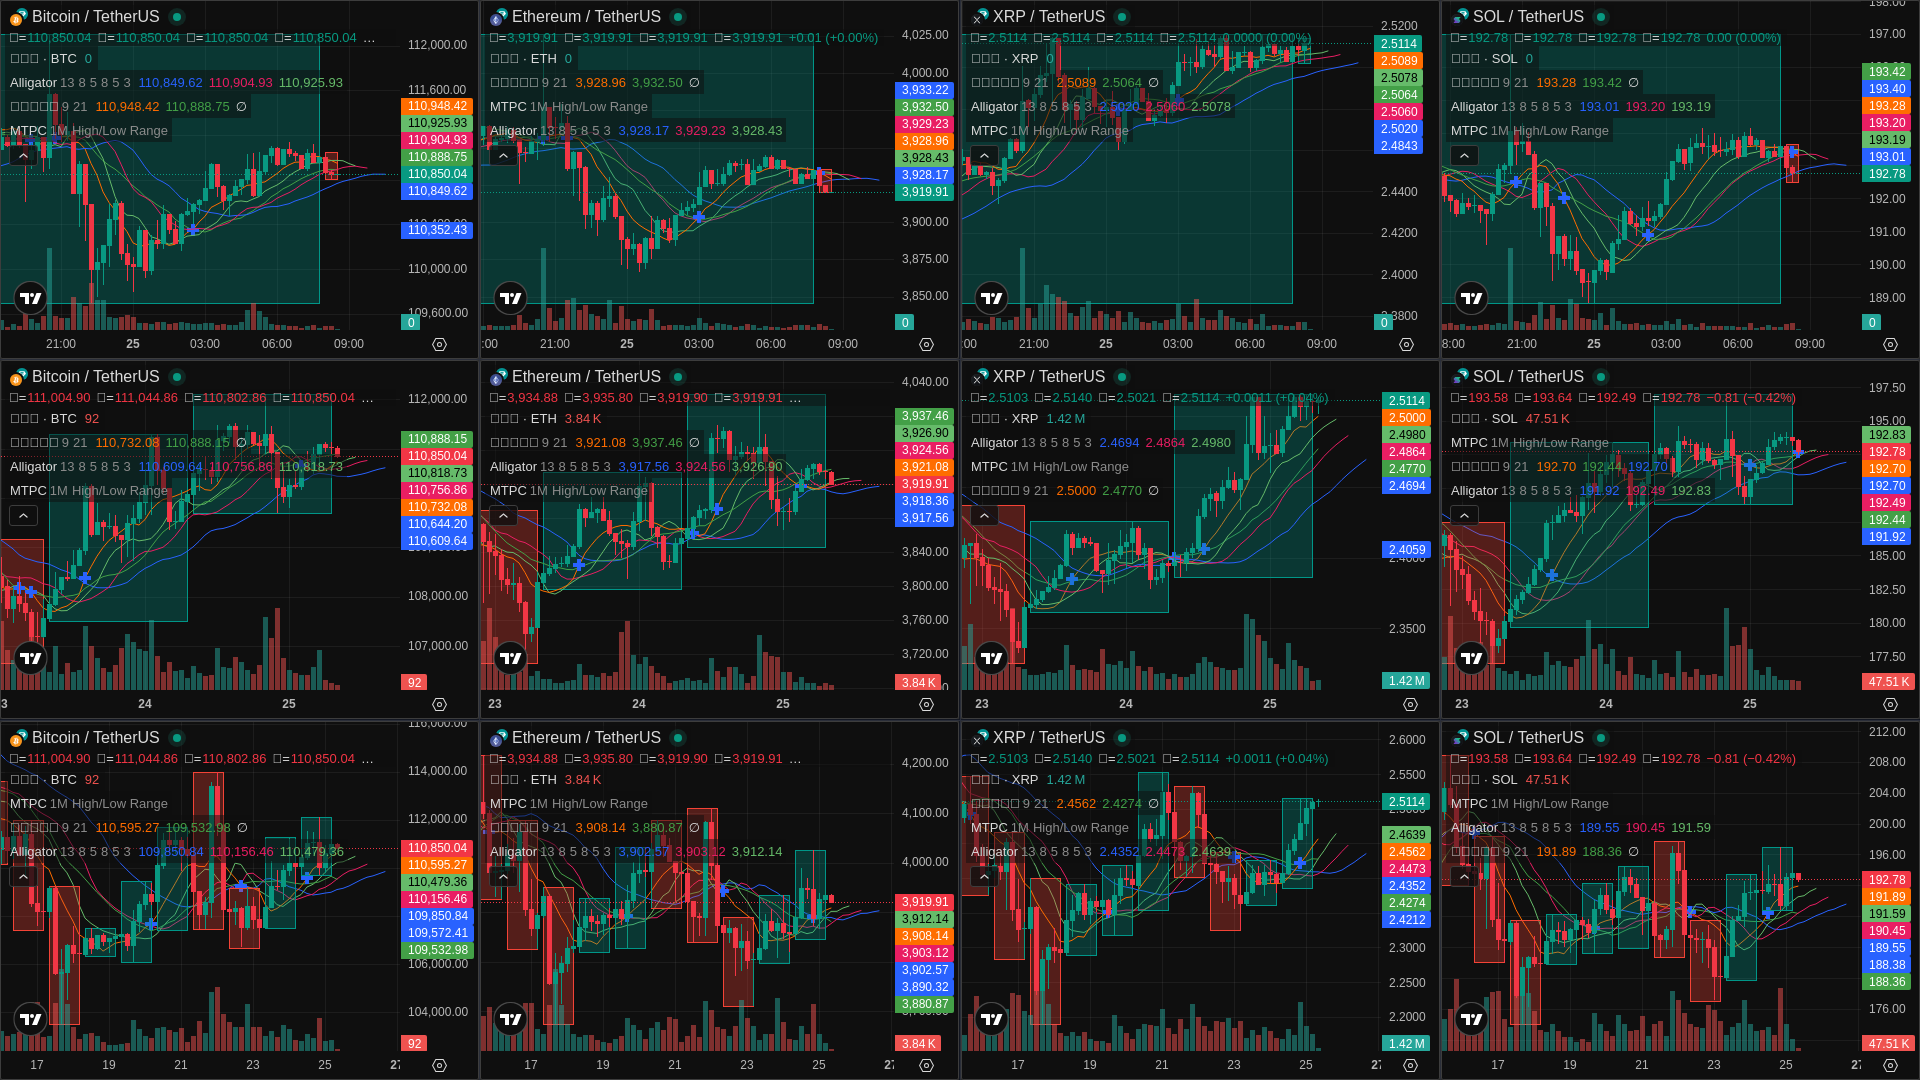 Bitcoin / TetherUS
=110,850.04 =110,850.04 =110,850.04 =110,850.04 ...
· BTC 0
Alligator 13 8 5 8 5 3 110,849.62 110,904.93 110,925.93
9 21 110,948.42 110,888.75 ∅
MTPC 1M High/Low Range
112,000.00
111,600.00
110,948.42
110,925.93
110,904.93
110,888.75
110,850.04
110,849.62
110,400.00
110,352.43
110,000.00
109,600.00
0
21:00 25 03:00 06:00 09:00
Ethereum / TetherUS
=3,919.91 =3,919.91 =3,919.91 =3,919.91 +0.01 (+0.00%)
· ETH 0
9 21 3,928.96 3,932.50 ∅
MTPC 1M High/Low Range
Alligator 13 8 5 8 5 3 3,928.17 3,929.23 3,928.43
4,025.00
4,000.00
3,933.22
3,932.50
3,929.23
3,928.96
3,928.43
3,928.17
3,919.91
3,900.00
3,875.00
3,850.00
0
:00 21:00 25 03:00 06:00 09:00
XRP / TetherUS
=2.5114 =2.5114 =2.5114 =2.5114 0.0000 (0.00%)
· XRP 0
9 21 2.5089 2.5064 ∅
Alligator 13 8 5 8 5 3 2.5020 2.5060 2.5078
MTPC 1M High/Low Range
2.5200
2.5114
2.5089
2.5078
2.5064
2.5060
2.5020
2.4843
2.4400
2.4200
2.4000
2.3800
0
:00 21:00 25 03:00 06:00 09:00
SOL / TetherUS
=192.78 =192.78 =192.78 =192.78 0.00 (0.00%)
· SOL 0
9 21 193.28 193.42 ∅
Alligator 13 8 5 8 5 3 193.01 193.20 193.19
MTPC 1M High/Low Range
198.00
197.00
193.42
193.40
193.28
193.20
193.19
193.01
192.78
192.00
191.00
190.00
189.00
0
8:00 21:00 25 03:00 06:00 09:00
Bitcoin / TetherUS
=111,004.90 =111,044.86 =110,802.86 =110,850.04 ...
· BTC 92
9 21 110,732.08 110,888.15 ∅
Alligator 13 8 5 8 5 3 110,609.64 110,756.86 110,818.73
MTPC 1M High/Low Range
112,000.00
110,888.15
110,850.04
110,818.73
110,756.86
110,732.08
110,644.20
110,609.64
108,000.00
107,000.00
92
3 24 25
Ethereum / TetherUS
=3,934.88 =3,935.80 =3,919.90 =3,919.91 ...
· ETH 3.84 K
9 21 3,921.08 3,937.46 ∅
Alligator 13 8 5 8 5 3 3,917.56 3,924.56 3,926.90
MTPC 1M High/Low Range
4,040.00
3,937.46
3,926.90
3,924.56
3,921.08
3,919.91
3,918.36
3,917.56
3,840.00
3,800.00
3,760.00
3,720.00
3.84 K
23 24 25
XRP / TetherUS
=2.5103 =2.5140 =2.5021 =2.5114 +0.0011 (+0.04%)
· XRP 1.42 M
Alligator 13 8 5 8 5 3 2.4694 2.4864 2.4980
MTPC 1M High/Low Range
9 21 2.5000 2.4770 ∅
2.5114
2.5000
2.4980
2.4864
2.4770
2.4694
2.4059
2.4000
2.3500
1.42 M
23 24 25
SOL / TetherUS
=193.58 =193.64 =192.49 =192.78 −0.81 (−0.42%)
· SOL 47.51 K
MTPC 1M High/Low Range
9 21 192.70 192.44 192.70
Alligator 13 8 5 8 5 3 191.92 192.49 192.83
197.50
195.00
192.83
192.78
192.70
192.70
192.49
192.44
191.92
185.00
182.50
180.00
177.50
47.51 K
23 24 25
Bitcoin / TetherUS
=111,004.90 =111,044.86 =110,802.86 =110,850.04 ...
· BTC 92
MTPC 1M High/Low Range
9 21 110,595.27 109,532.98 ∅
Alligator 13 8 5 8 5 3 109,850.84 110,156.46 110,479.36
116,000.00
114,000.00
112,000.00
110,850.04
110,595.27
110,479.36
110,156.46
109,850.84
109,572.41
109,532.98
106,000.00
104,000.00
92
17 19 21 23 25
Ethereum / TetherUS
=3,934.88 =3,935.80 =3,919.90 =3,919.91 ...
· ETH 3.84 K
MTPC 1M High/Low Range
9 21 3,908.14 3,880.87 ∅
Alligator 13 8 5 8 5 3 3,902.57 3,903.12 3,912.14
4,200.00
4,100.00
4,000.00
3,919.91
3,912.14
3,908.14
3,903.12
3,902.57
3,890.32
3,880.87
3.84 K
17 19 21 23 25
XRP / TetherUS
=2.5103 =2.5140 =2.5021 =2.5114 +0.0011 (+0.04%)
· XRP 1.42 M
9 21 2.4562 2.4274 ∅
MTPC 1M High/Low Range
Alligator 13 8 5 8 5 3 2.4352 2.4473 2.4639
2.6000
2.5500
2.5114
2.4639
2.4562
2.4473
2.4352
2.4274
2.4212
2.3000
2.2500
2.2000
1.42 M
17 19 21 23 25
SOL / TetherUS
=193.58 =193.64 =192.49 =192.78 −0.81 (−0.42%)
· SOL 47.51 K
MTPC 1M High/Low Range
Alligator 13 8 5 8 5 3 189.55 190.45 191.59
9 21 191.89 188.36 ∅
212.00
208.00
204.00
200.00
196.00
192.78
191.89
191.59
190.45
189.55
188.38
188.36
176.00
47.51 K
17 19 21 23 25